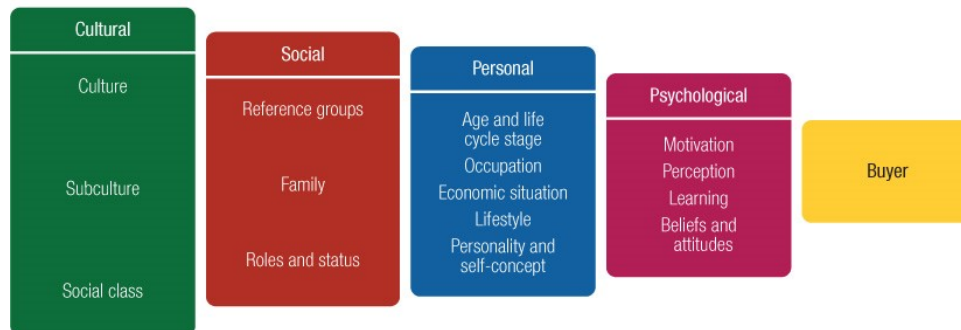 Cultural
Culture
Subculture
Social class
Social
Reference groups
Family
Roles and status
Personal
Age and life
cycle stage
Occupation
Economic situation
Lifestyle
Personality and
self-concept
Psychological
Motivation
Perception
Learning
Beliefs and
attitudes
Buyer